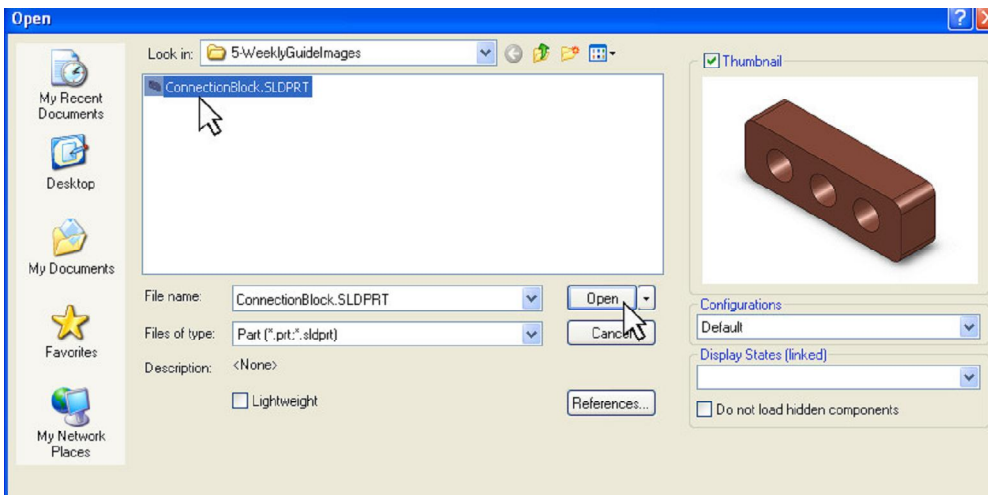 Open
Look in: 5-WeeklyGuideImages
My Recent
Documents
Desktop
My Documents
Favorites
My Network
Places
ConnectionBlock.SLDPRT
File name: ConnectionBlock.SLDPRT Open
Files of type: Part (*.prt;*.sldprt) Cancel
Description: <None>
Lightweight References...
Thumbnail
Configurations
Default
Display States (linked)
Do not load hidden components